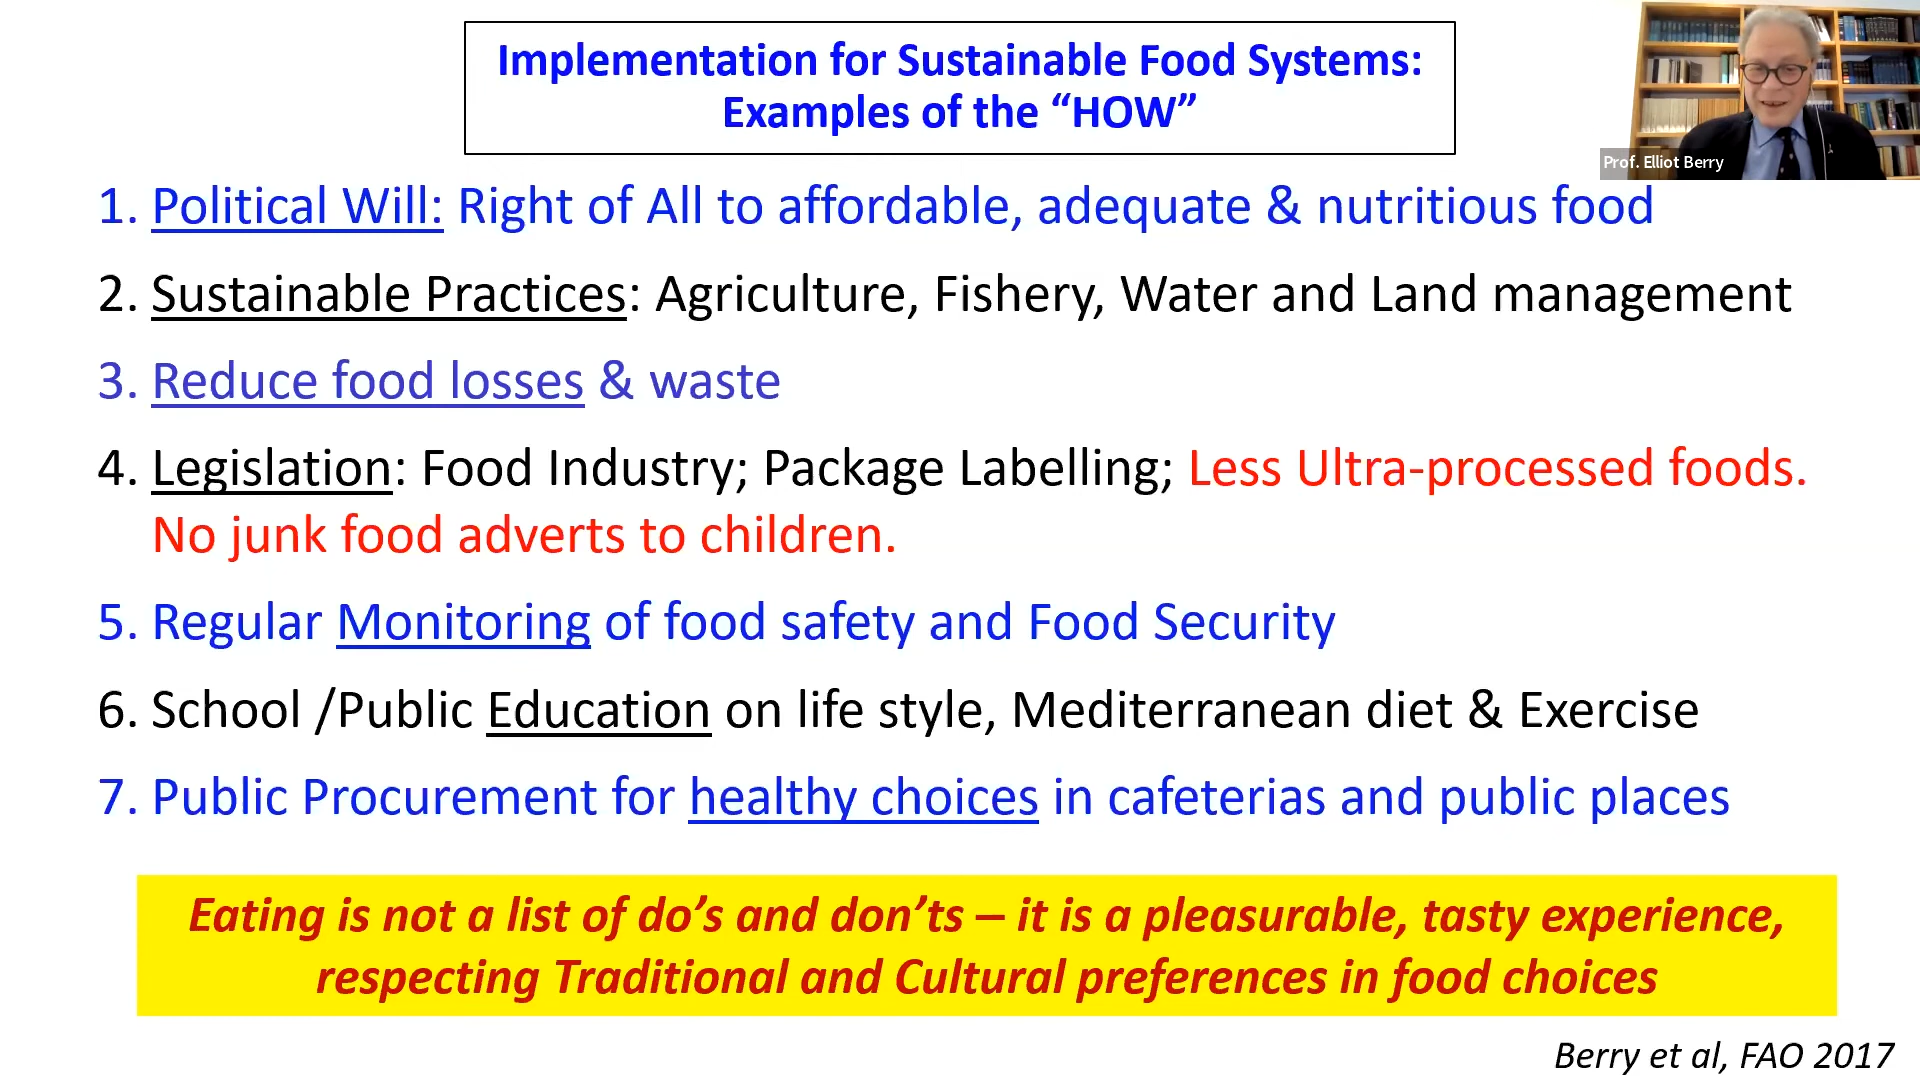 Implementation for Sustainable Food Systems:
Examples of the “HOW”
Prof. Elliot Berry
1. Political Will: Right of All to affordable, adequate & nutritious food
2. Sustainable Practices: Agriculture, Fishery, Water and Land management
3. Reduce food losses & waste
4. Legislation: Food Industry; Package Labelling; Less Ultra-processed foods.
No junk food adverts to children.
5. Regular Monitoring of food safety and Food Security
6. School /Public Education on life style, Mediterranean diet & Exercise
7. Public Procurement for healthy choices in cafeterias and public places
Eating is not a list of do’s and don’ts – it is a pleasurable, tasty experience,
respecting Traditional and Cultural preferences in food choices
Berry et al, FAO 2017